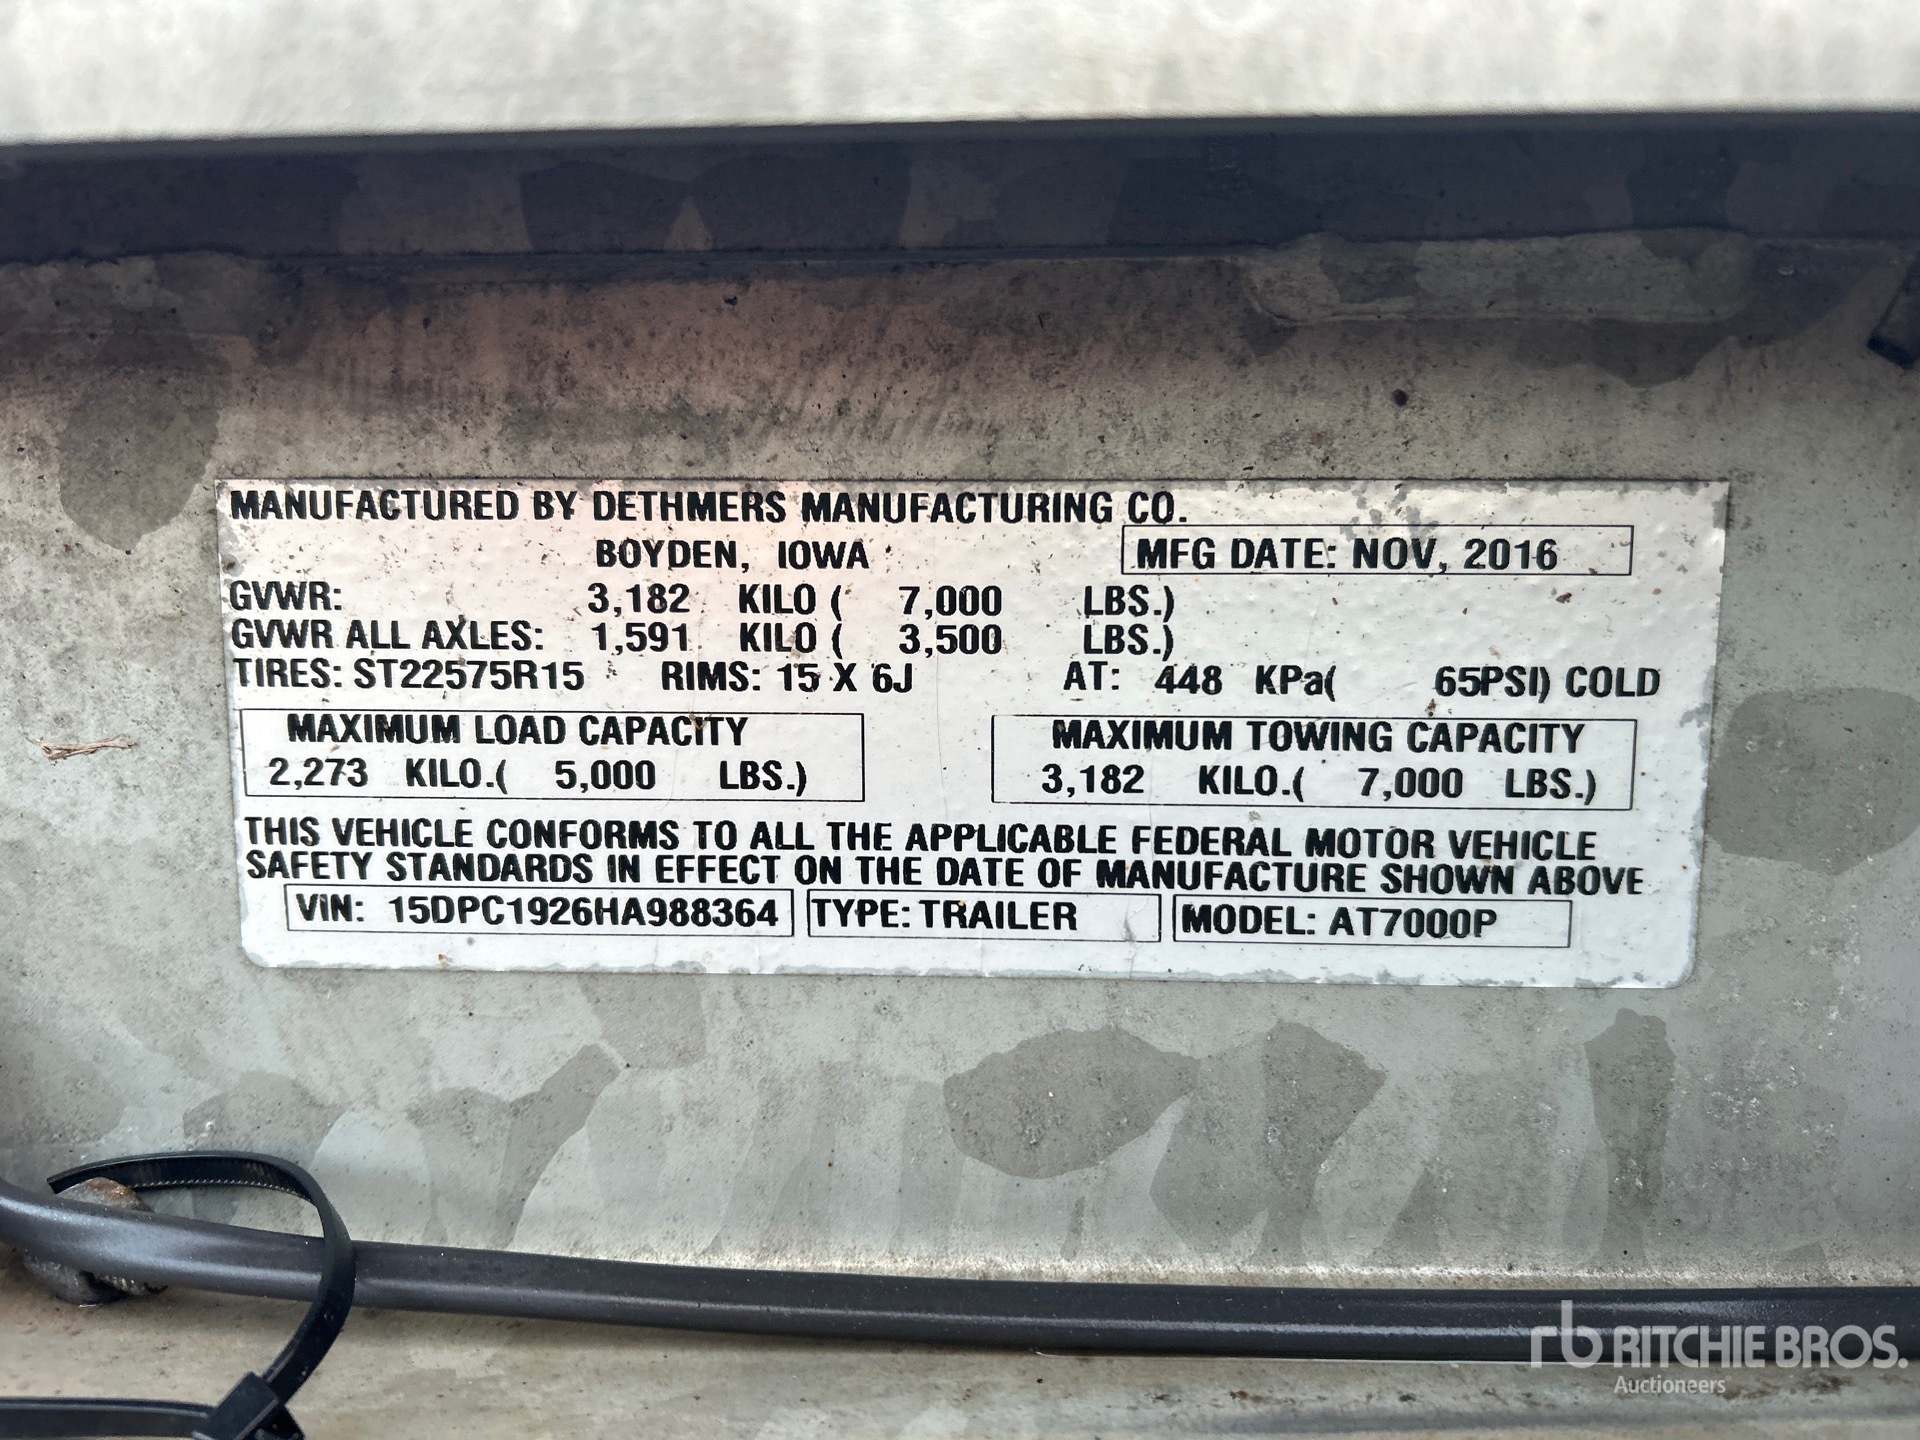 MANUFACTURED BY DETHMERS MANUFACTURING CO.
BOYDEN, IOWA MFG DATE: NOV, 2016
GVWR: 3,182 KILO ( 7,000 LBS.)
GVWR ALL AXLES: 1,591 KILO ( 3,500 LBS.)
TIRES: ST22575R15 RIMS: 15 X 6J AT: 448 KPa( 65PSI) COLD
MAXIMUM LOAD CAPACITY
2,273 KILO.( 5,000 LBS.)
MAXIMUM TOWING CAPACITY
3,182 KILO.( 7,000 LBS.)
THIS VEHICLE CONFORMS TO ALL THE APPLICABLE FEDERAL MOTOR VEHICLE
SAFETY STANDARDS IN EFFECT ON THE DATE OF MANUFACTURE SHOWN ABOVE
VIN: 15DPC1926HA988364 TYPE: TRAILER MODEL: AT7000P
rb RITCHIE BROS.
Auctioneers